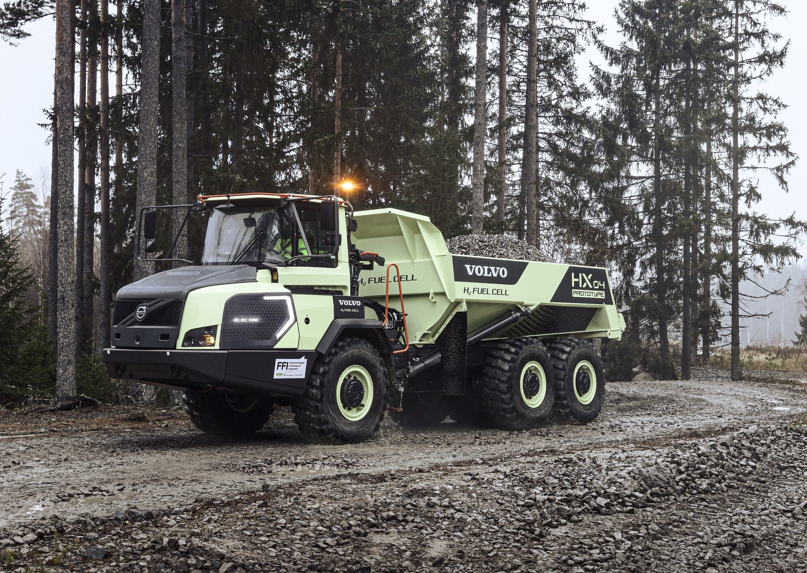 VOLVO
H₂ FUEL CELL
HX04
PROTOTYPE
H₂ FUEL CELL
VOLVO
H₂ FUEL CELL
ELECTRIC
FFI